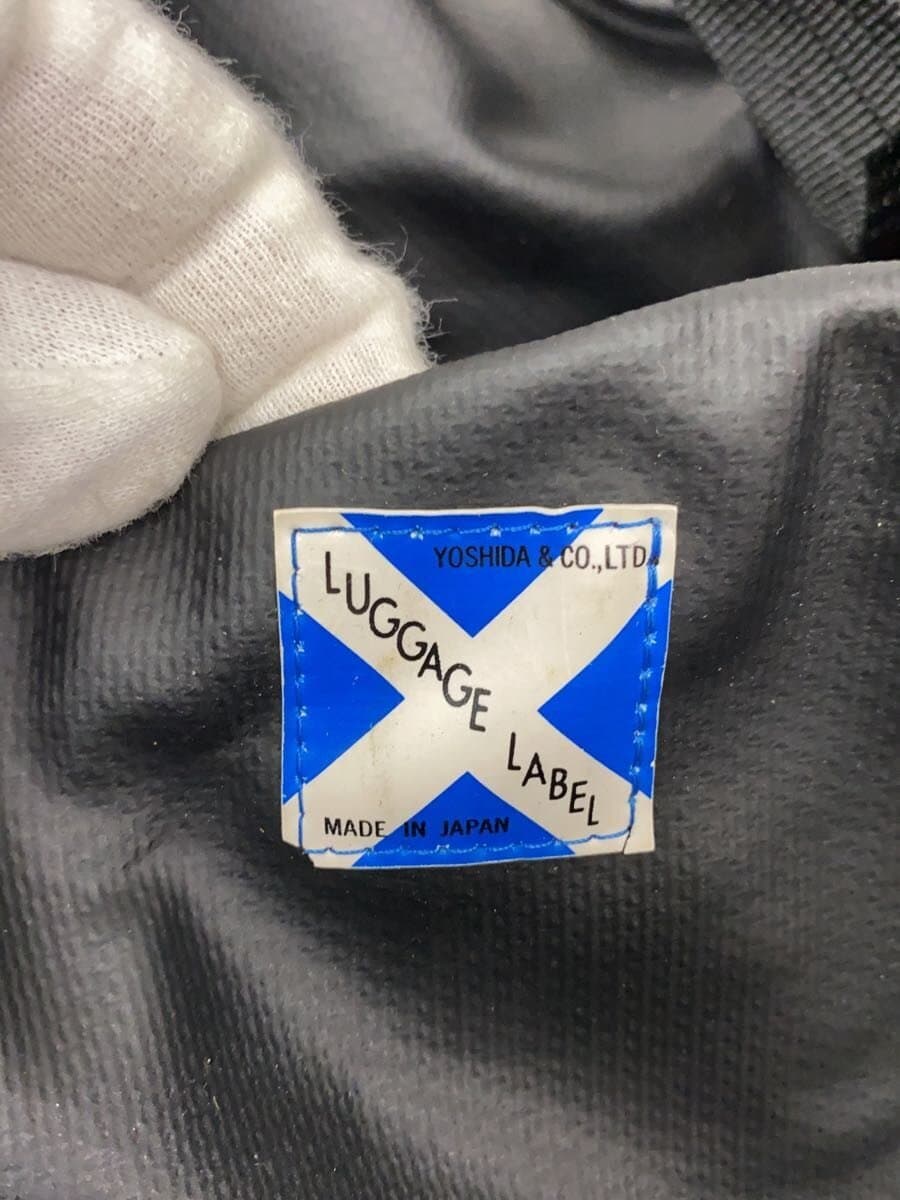 YOSHIDA & CO.,LTD.
LUGGAGE LABEL
MADE IN JAPAN